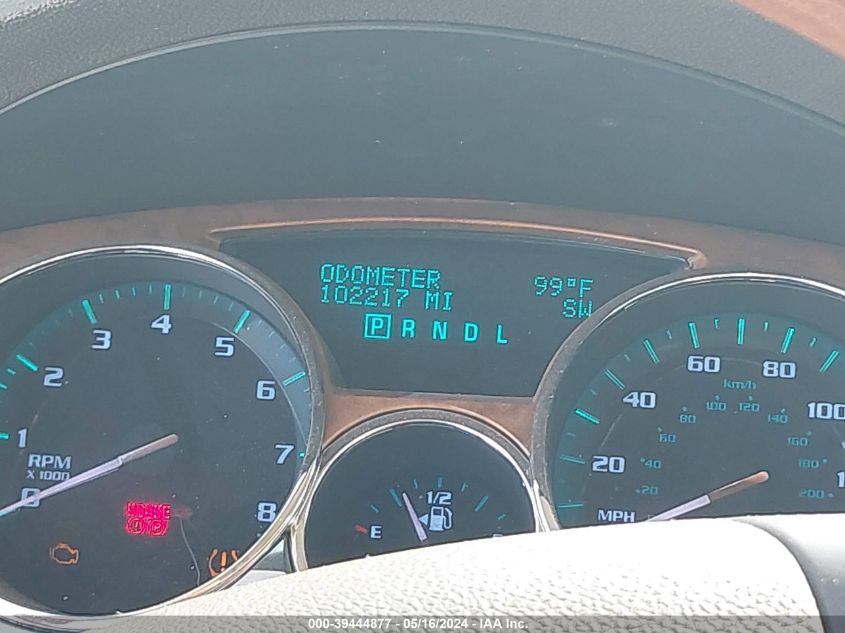 ODOMETER
102217 MI
99°F
SW
P R N D L
0 1 2 3 4 5 6 7 8
RPM
X 1000
BRAKE
P
E 1/2
20 40 60 80 100
km/h
20 40 60 80 100 120 140 160 180 200
MPH
000-39444877 - 05/16/2024 - IAA Inc.